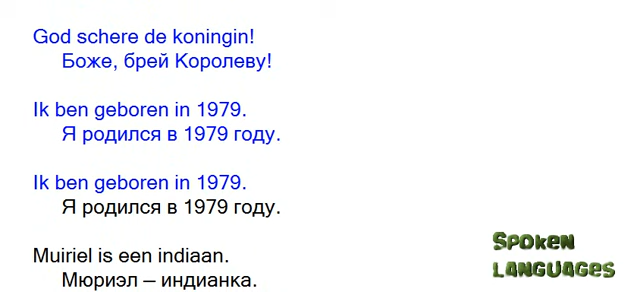 God schere de koningin!
Боже, брей Королеву!
Ik ben geboren in 1979.
Я родился в 1979 году.
Ik ben geboren in 1979.
Я родился в 1979 году.
Muiriel is een indiaan.
Мюриэл – индианка.
Spoken
Languages